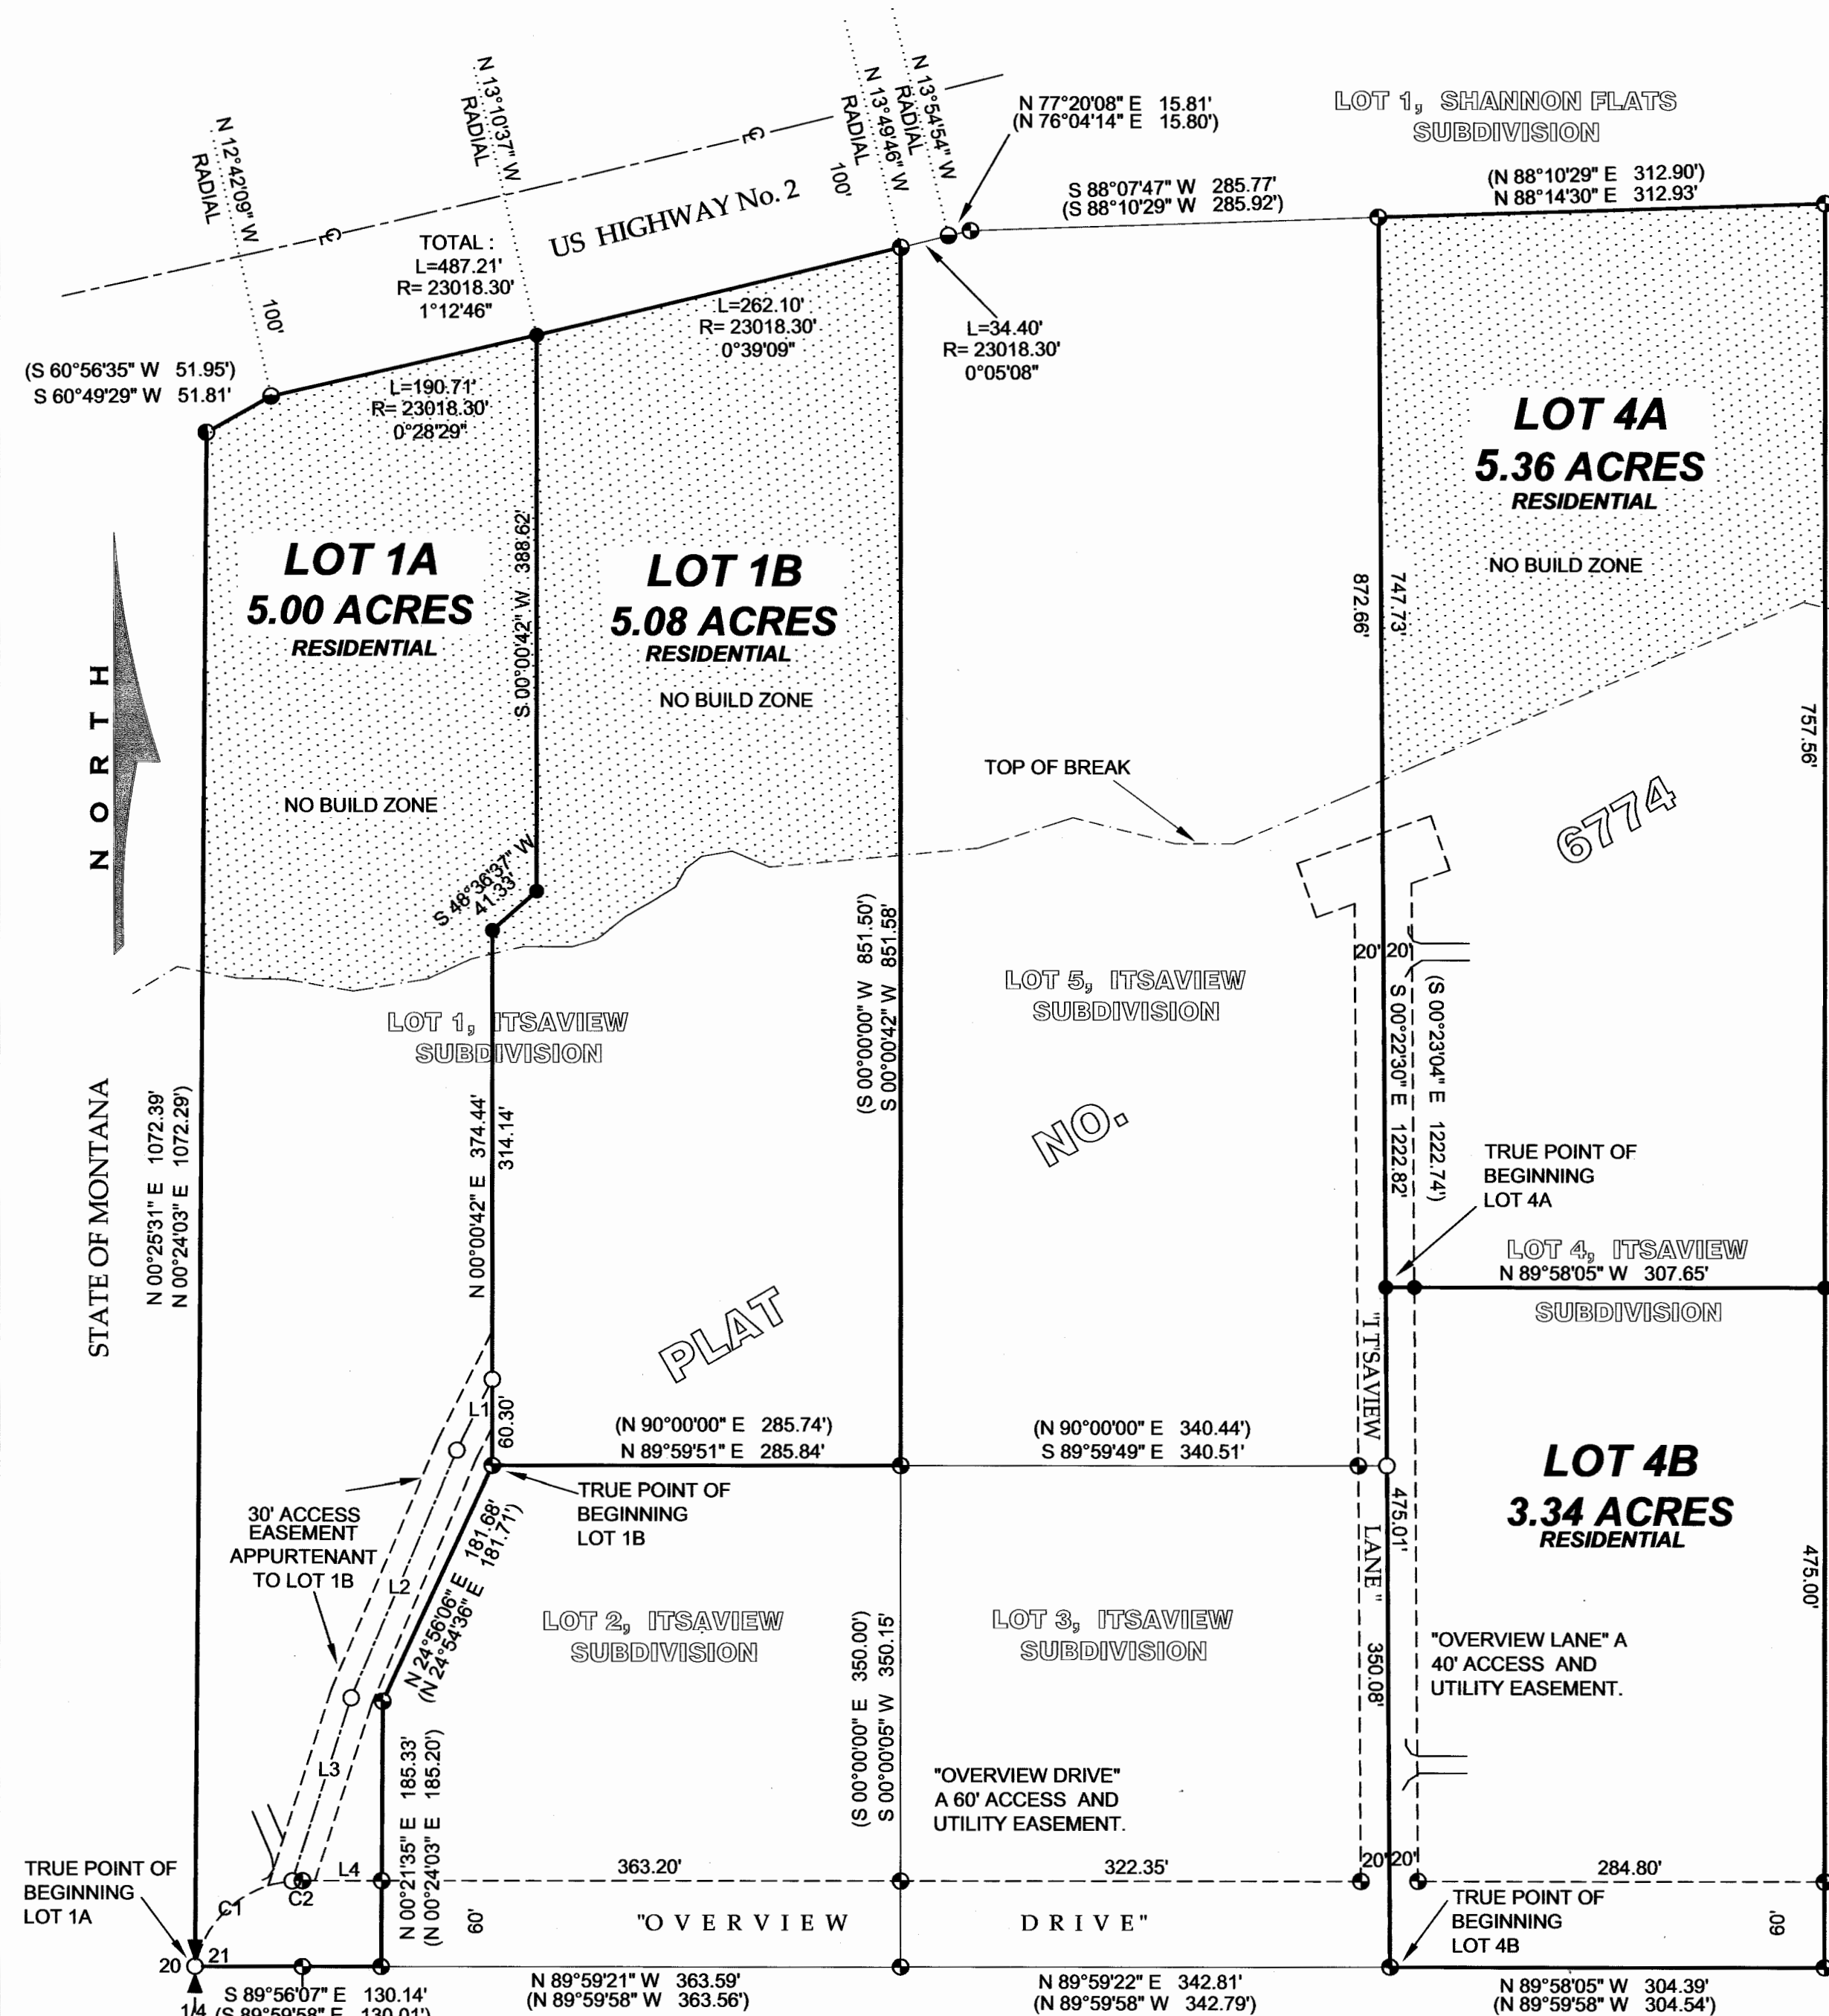 N 12°42'09" W
RADIAL
N 13°10'37" W
RADIAL
N 13°49'46" W
RADIAL
N 13°54'54" W
RADIAL
N 77°20'08" E 15.81'
(N 76°04'14" E 15.80')
LOT 1, SHANNON FLATS
SUBDIVISION
(N 88°10'29" E 312.90')
N 88°14'30" E 312.93'
S 88°07'47" W 285.77'
(S 88°10'29" W 285.92')
100'
100'
US HIGHWAY No. 2
TOTAL :
L=487.21'
R= 23018.30'
1°12'46"
L=262.10'
R= 23018.30'
0°39'09"
L=34.40'
R= 23018.30'
0°05'08"
(S 60°56'35" W 51.95')
S 60°49'29" W 51.81'
L=190.71'
R= 23018.30'
0°28'29"
LOT 4A
5.36 ACRES
RESIDENTIAL
NO BUILD ZONE
LOT 1A
5.00 ACRES
RESIDENTIAL
NO BUILD ZONE
S 00°00'42" W 388.62'
LOT 1B
5.08 ACRES
RESIDENTIAL
NO BUILD ZONE
872.66'
747.73'
757.56'
NORTH
TOP OF BREAK
6774
S 48°36'37" W
41.33'
(S 00°00'00" W 851.50')
S 00°00'42" W 851.58'
20' 20'
LOT 5, ITSAVIEW
SUBDIVISION
LOT 1, ITSAVIEW
SUBDIVISION
S 00°22'30" E 1222.82'
(S 00°23'04" E 1222.74')
STATE OF MONTANA
N 00°25'31" E 1072.39'
N 00°24'03" E 1072.29')
N 00°00'42" E 374.44'
314.14'
NO.
TRUE POINT OF
BEGINNING
LOT 4A
LOT 4, ITSAVIEW
N 89°58'05" W 307.65'
SUBDIVISION
PLAT
"ITSAVIEW
LANE "
L1
60.30'
(N 90°00'00" E 285.74')
N 89°59'51" E 285.84'
(N 90°00'00" E 340.44')
S 89°59'49" E 340.51'
LOT 4B
3.34 ACRES
RESIDENTIAL
TRUE POINT OF
BEGINNING
LOT 1B
30' ACCESS
EASEMENT
APPURTENANT
TO LOT 1B
L2
N 24°56'06" E 181.68'
(N 24°54'36" E 181.71')
475.01'
475.00'
LOT 2, ITSAVIEW
SUBDIVISION
LOT 3, ITSAVIEW
SUBDIVISION
(S 00°00'00" E 350.00')
S 00°00'05" W 350.15'
350.08'
"OVERVIEW LANE" A
40' ACCESS AND
UTILITY EASEMENT.
L3
N 00°21'35" E 185.33'
(N 00°24'03" E 185.20')
"OVERVIEW DRIVE"
A 60' ACCESS AND
UTILITY EASEMENT.
TRUE POINT OF
BEGINNING
LOT 1A
L4
363.20'
322.35'
20' 20'
284.80'
C1
C2
60'
"OVERVIEW DRIVE"
TRUE POINT OF
BEGINNING
LOT 4B
60'
20
21
1/4
S 89°56'07" E 130.14'
(S 89°59'58" E 130.01')
N 89°59'21" W 363.59'
(N 89°59'58" W 363.56')
N 89°59'22" E 342.81'
(N 89°59'58" W 342.79')
N 89°58'05" W 304.39'
(N 89°59'58" W 304.54')